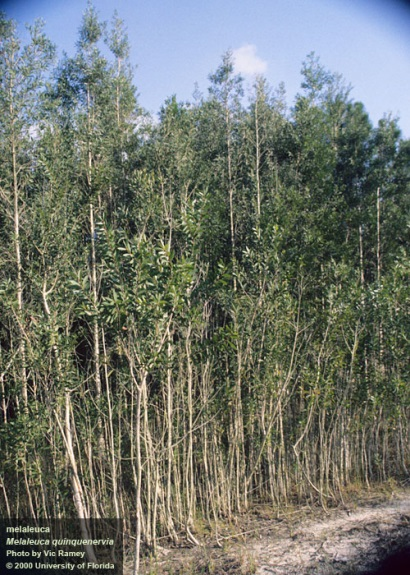 melaleuca
Melaleuca quinquenervia
Photo by Vic Ramey
© 2000 University of Florida